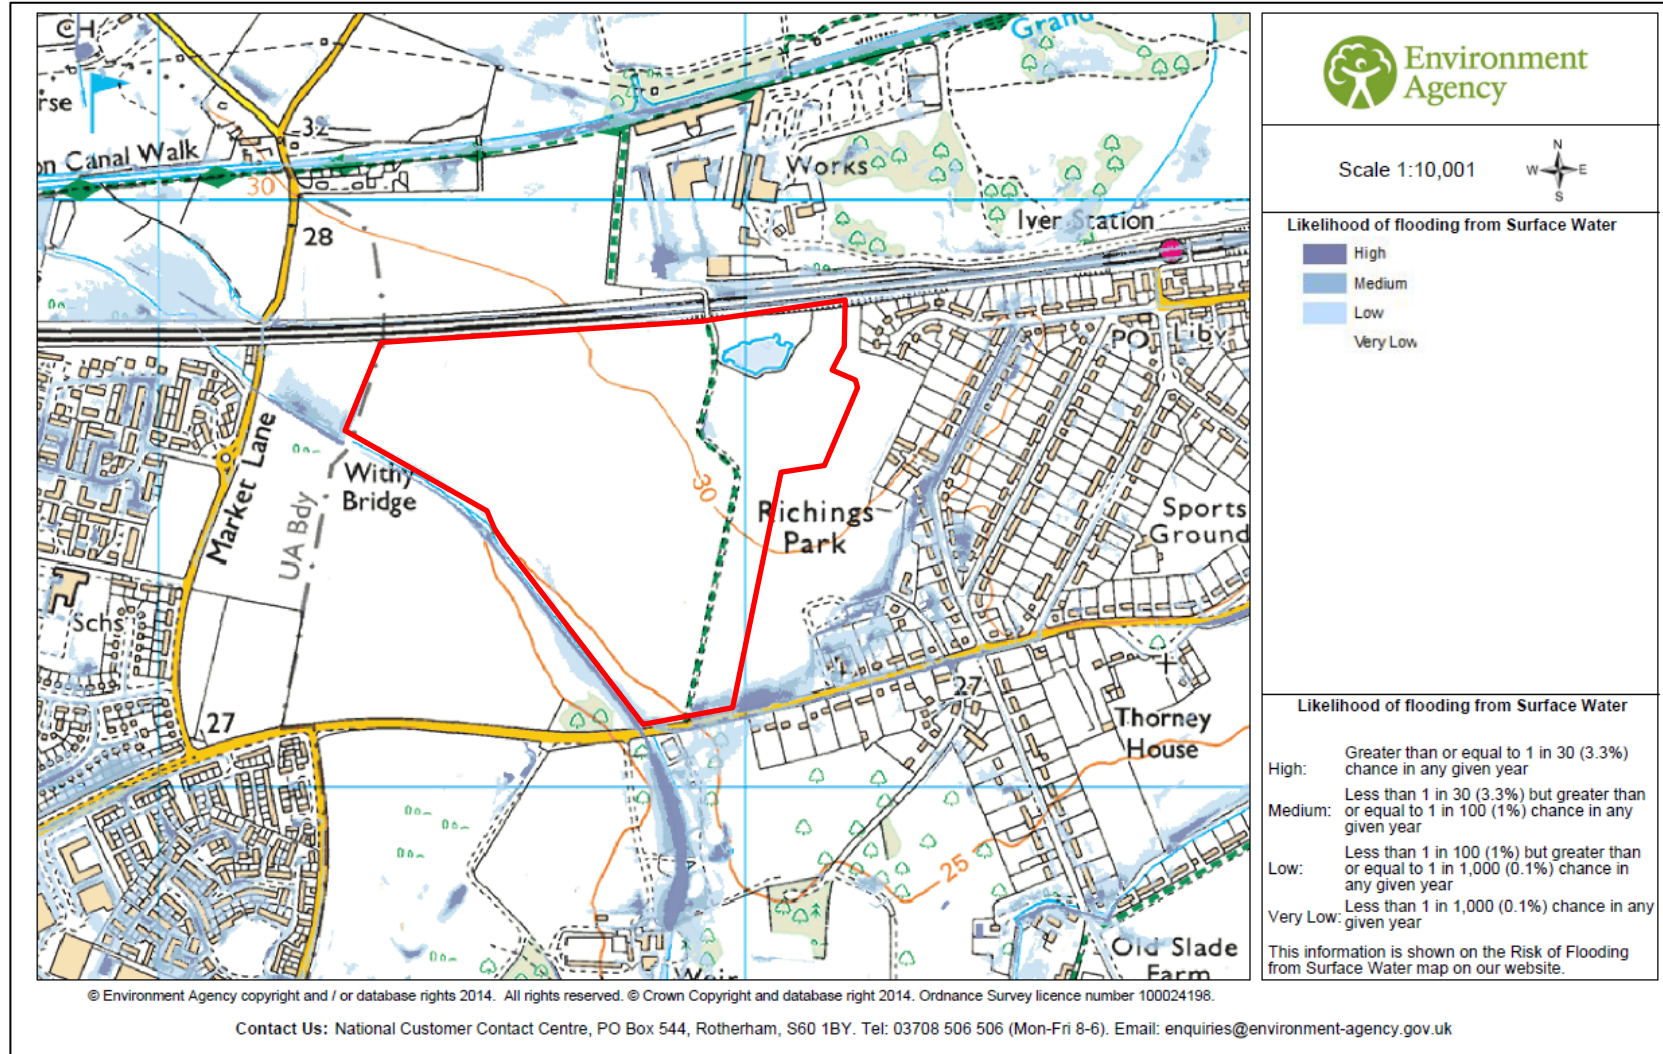 CH
Grand
rse
32
on Canal Walk
30
Works
28
Iver Station
PO
Liby
Market Lane
UA Bdy
Withy
Bridge
30
Richings
Park
Sports
Ground
Schs
27
27
Thorney
House
25
Old Slade
Farm
Weir
Environment
Agency
Scale 1:10,001
N
W
E
S
Likelihood of flooding from Surface Water
High
Medium
Low
Very Low
Likelihood of flooding from Surface Water
High: Greater than or equal to 1 in 30 (3.3%)
chance in any given year
Medium: Less than 1 in 30 (3.3%) but greater than
or equal to 1 in 100 (1%) chance in any
given year
Low: Less than 1 in 100 (1%) but greater than
or equal to 1 in 1,000 (0.1%) chance in
any given year
Very Low: Less than 1 in 1,000 (0.1%) chance in any
given year
This information is shown on the Risk of Flooding
from Surface Water map on our website.
© Environment Agency copyright and / or database rights 2014. All rights reserved. © Crown Copyright and database right 2014. Ordnance Survey licence number 100024198.
Contact Us: National Customer Contact Centre, PO Box 544, Rotherham, S60 1BY. Tel: 03708 506 506 (Mon-Fri 8-6). Email: enquiries@environment-agency.gov.uk